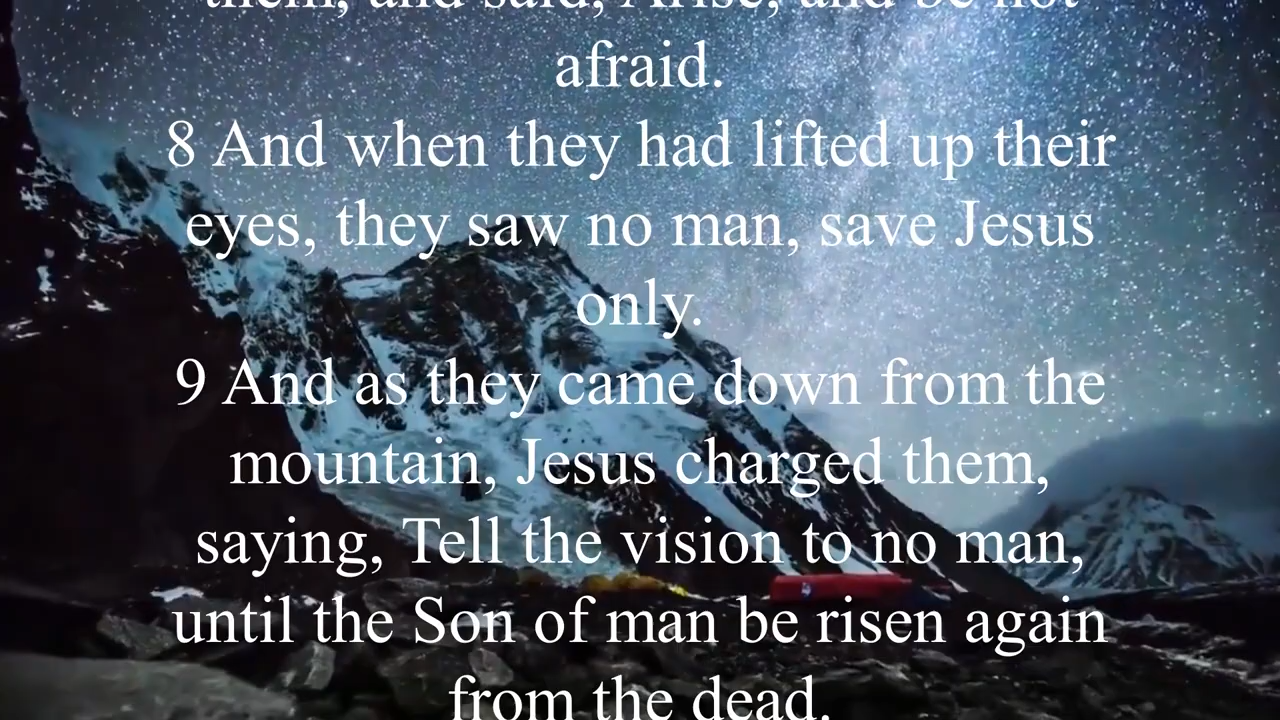 them, and said, Arise, and be not
afraid.
8 And when they had lifted up their
eyes, they saw no man, save Jesus
only.
9 And as they came down from the
mountain, Jesus charged them,
saying, Tell the vision to no man,
until the Son of man be risen again
from the dead.